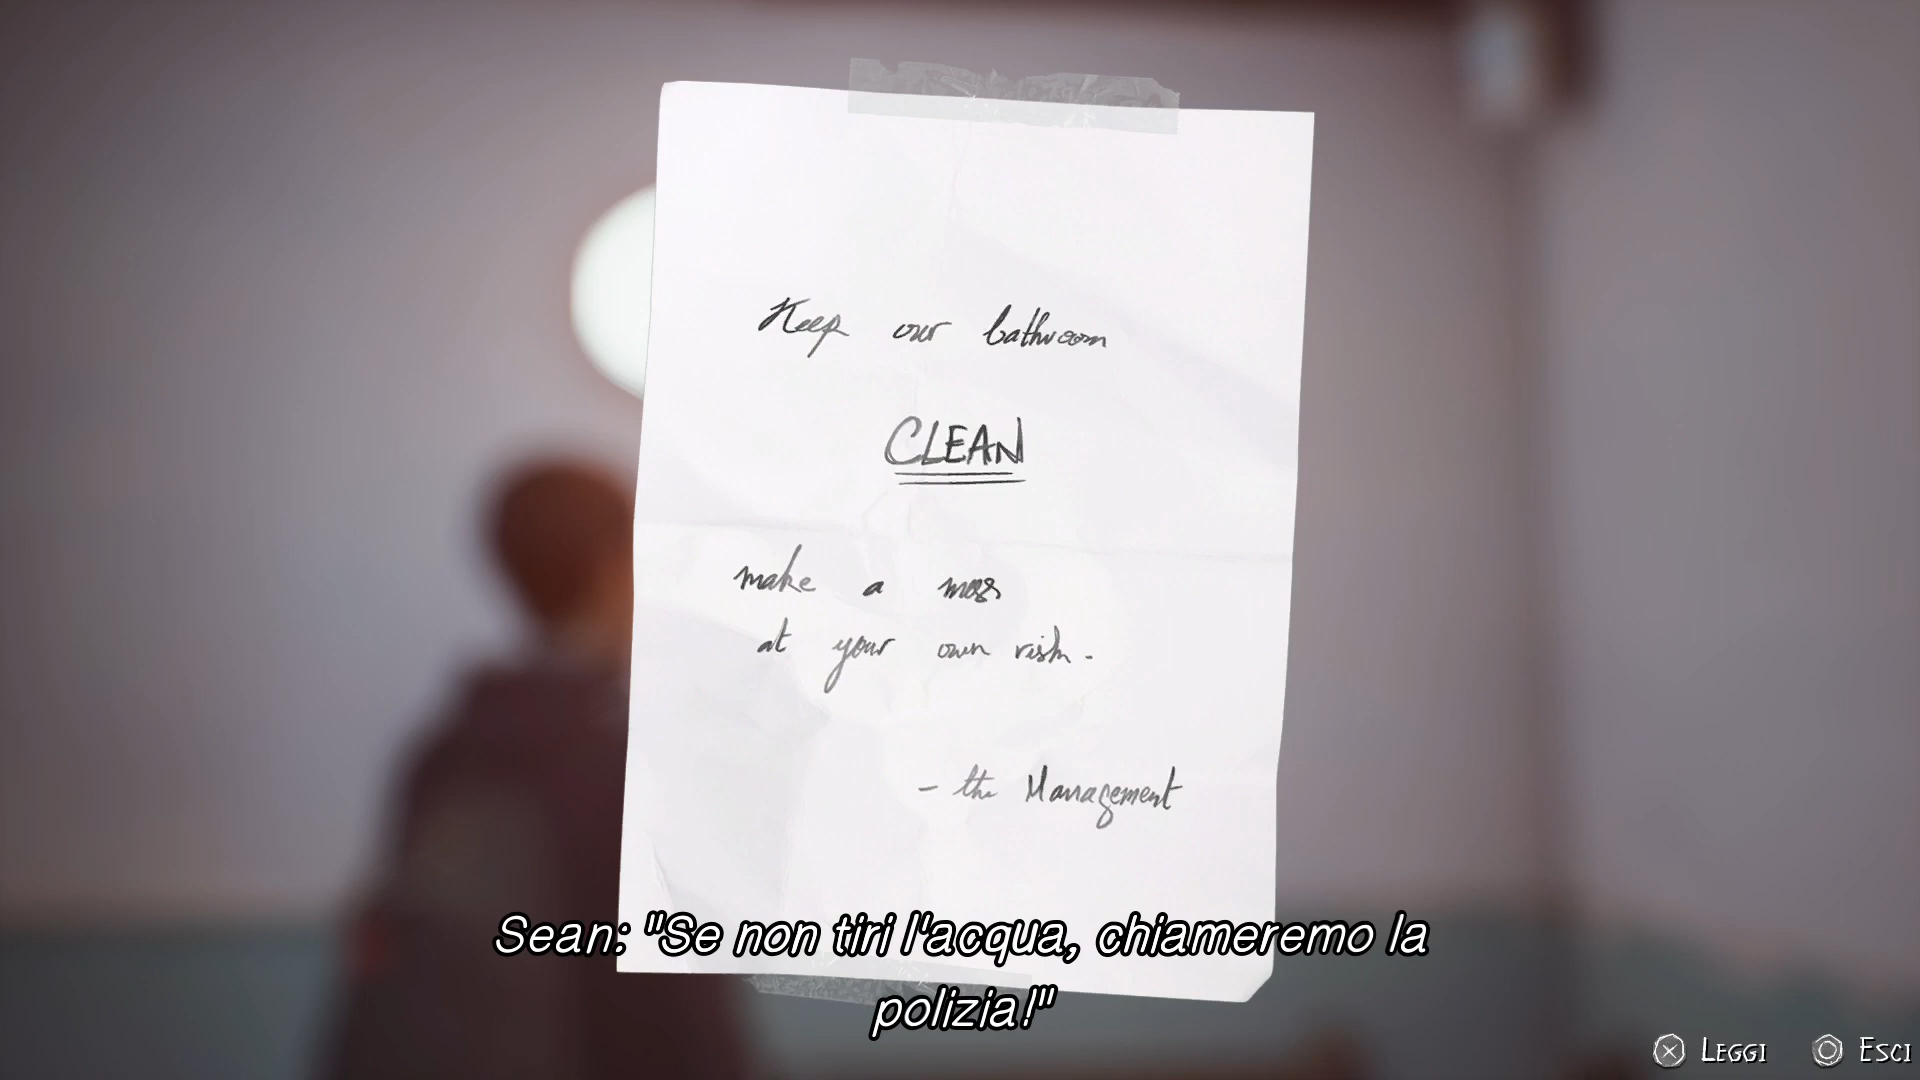 Keep our bathroom
CLEAN
make a mess
at your own risk.
- the Management
Sean: "Se non tiri l'acqua, chiameremo la
polizia!"
Leggi
Esci